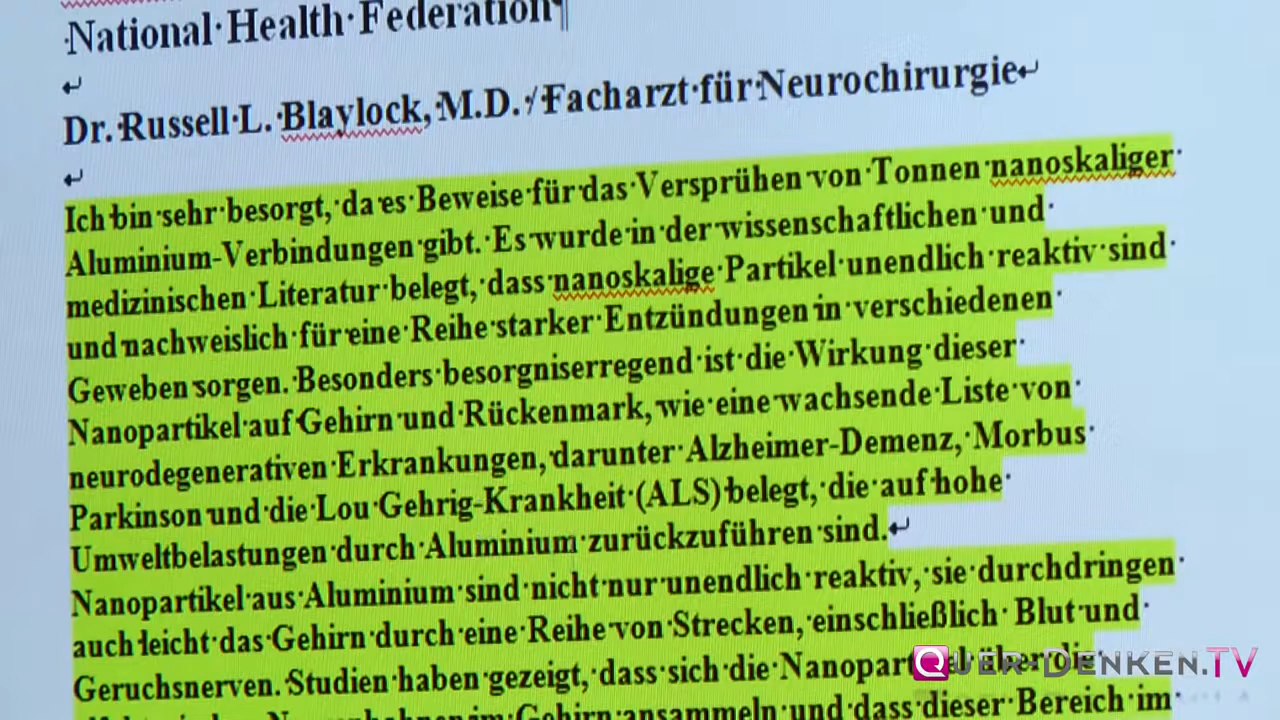 National Health Federation
Dr. Russell L. Blaylock, M.D. / Facharzt für Neurochirurgie
Ich bin sehr besorgt, da es Beweise für das Versprühen von Tonnen nanoskaliger
Aluminium-Verbindungen gibt. Es wurde in der wissenschaftlichen und
medizinischen Literatur belegt, dass nanoskalige Partikel unendlich reaktiv sind
und nachweislich für eine Reihe starker Entzündungen in verschiedenen
Geweben sorgen. Besonders besorgniserregend ist die Wirkung dieser
Nanopartikel auf Gehirn und Rückenmark, wie eine wachsende Liste von
neurodegenerativen Erkrankungen, darunter Alzheimer-Demenz, Morbus
Parkinson und die Lou Gehrig-Krankheit (ALS) belegt, die auf hohe
Umweltbelastungen durch Aluminium zurückzuführen sind.
Nanopartikel aus Aluminium sind nicht nur unendlich reaktiv, sie durchdringen
auch leicht das Gehirn durch eine Reihe von Strecken, einschließlich Blut und
Geruchsnerven. Studien haben gezeigt, dass sich die Nanopartikel über die
im Gehirn ansammeln und dass dieser Bereich im
QUER-DENKEN.TV